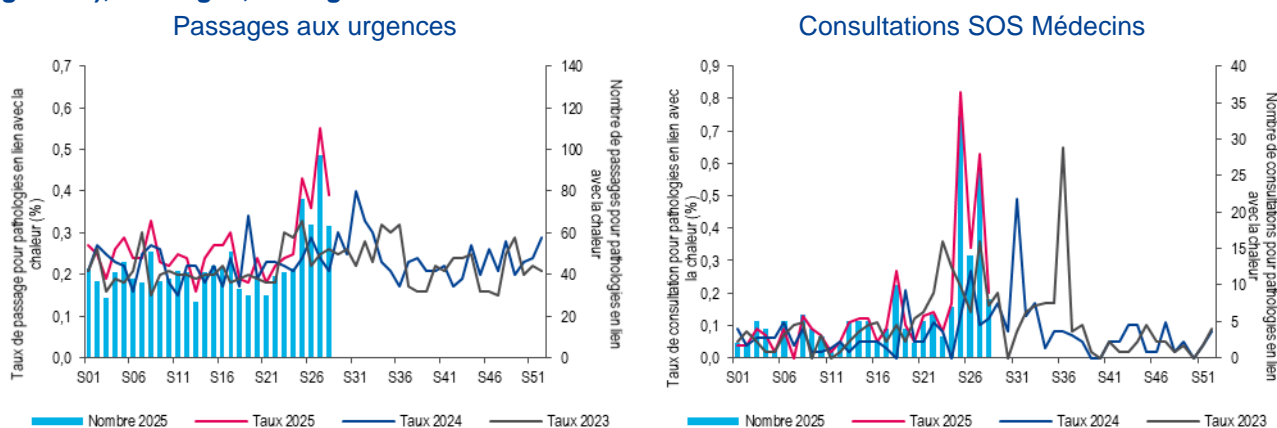 Passages aux urgences
Consultations SOS Médecins
Taux de passage pour pathologies en lien avec la
chaleur (%)
0,7
0,6
0,5
0,4
0,3
0,2
0,1
0,0
140
120
100
80
60
40
20
0
Nombre de passages pour pathologies en lien
avec la chaleur
S01 S06 S11 S16 S21 S26 S31 S36 S41 S46 S51
Nombre 2025 Taux 2025 Taux 2024 Taux 2023
Taux de consultation pour pathologies en lien avec
la chaleur (%)
0,9
0,8
0,7
0,6
0,5
0,4
0,3
0,2
0,1
0,0
40
35
30
25
20
15
10
5
0
Nombre de consultations pour pathologies en lien
avec la chaleur
S01 S06 S11 S16 S21 S26 S31 S36 S41 S46 S51
Nombre 2025 Taux 2025 Taux 2024 Taux 2023